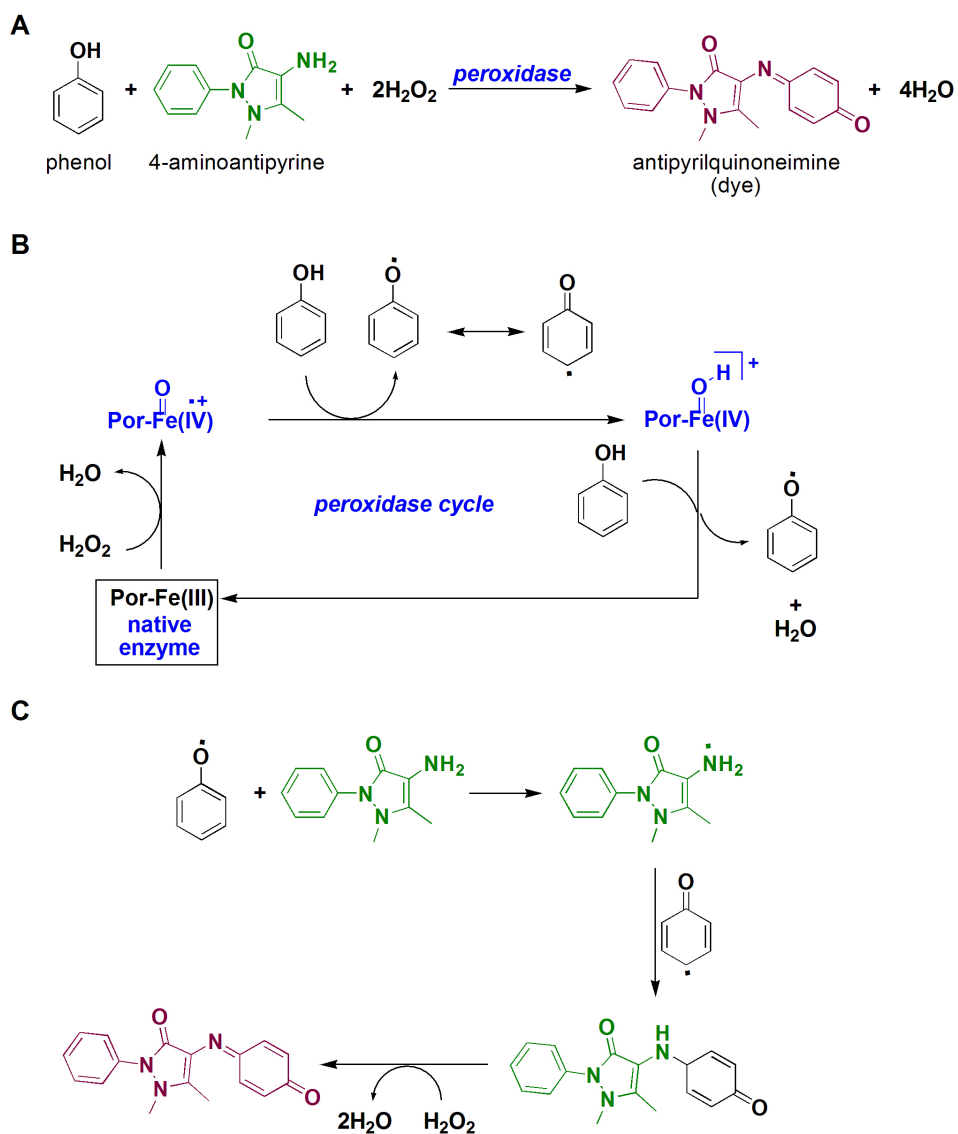 A
OH
O
NH2
N
N
+
+
2H2O2
peroxidase
O
N
N
N
O
+
4H2O
phenol
4-aminoantipyrine
antipyrilquinoneimine
(dye)
B
OH
O
O
O
Por-Fe(IV)
·+
O
H
+
Por-Fe(IV)
H2O
H2O2
peroxidase cycle
OH
O
Por-Fe(III)
native
enzyme
+
H2O
C
O
+
O
NH2
N
N
O
NH2
N
N
O
O
N
N
N
O
2H2O
H2O2
O
H
N
N
N
O